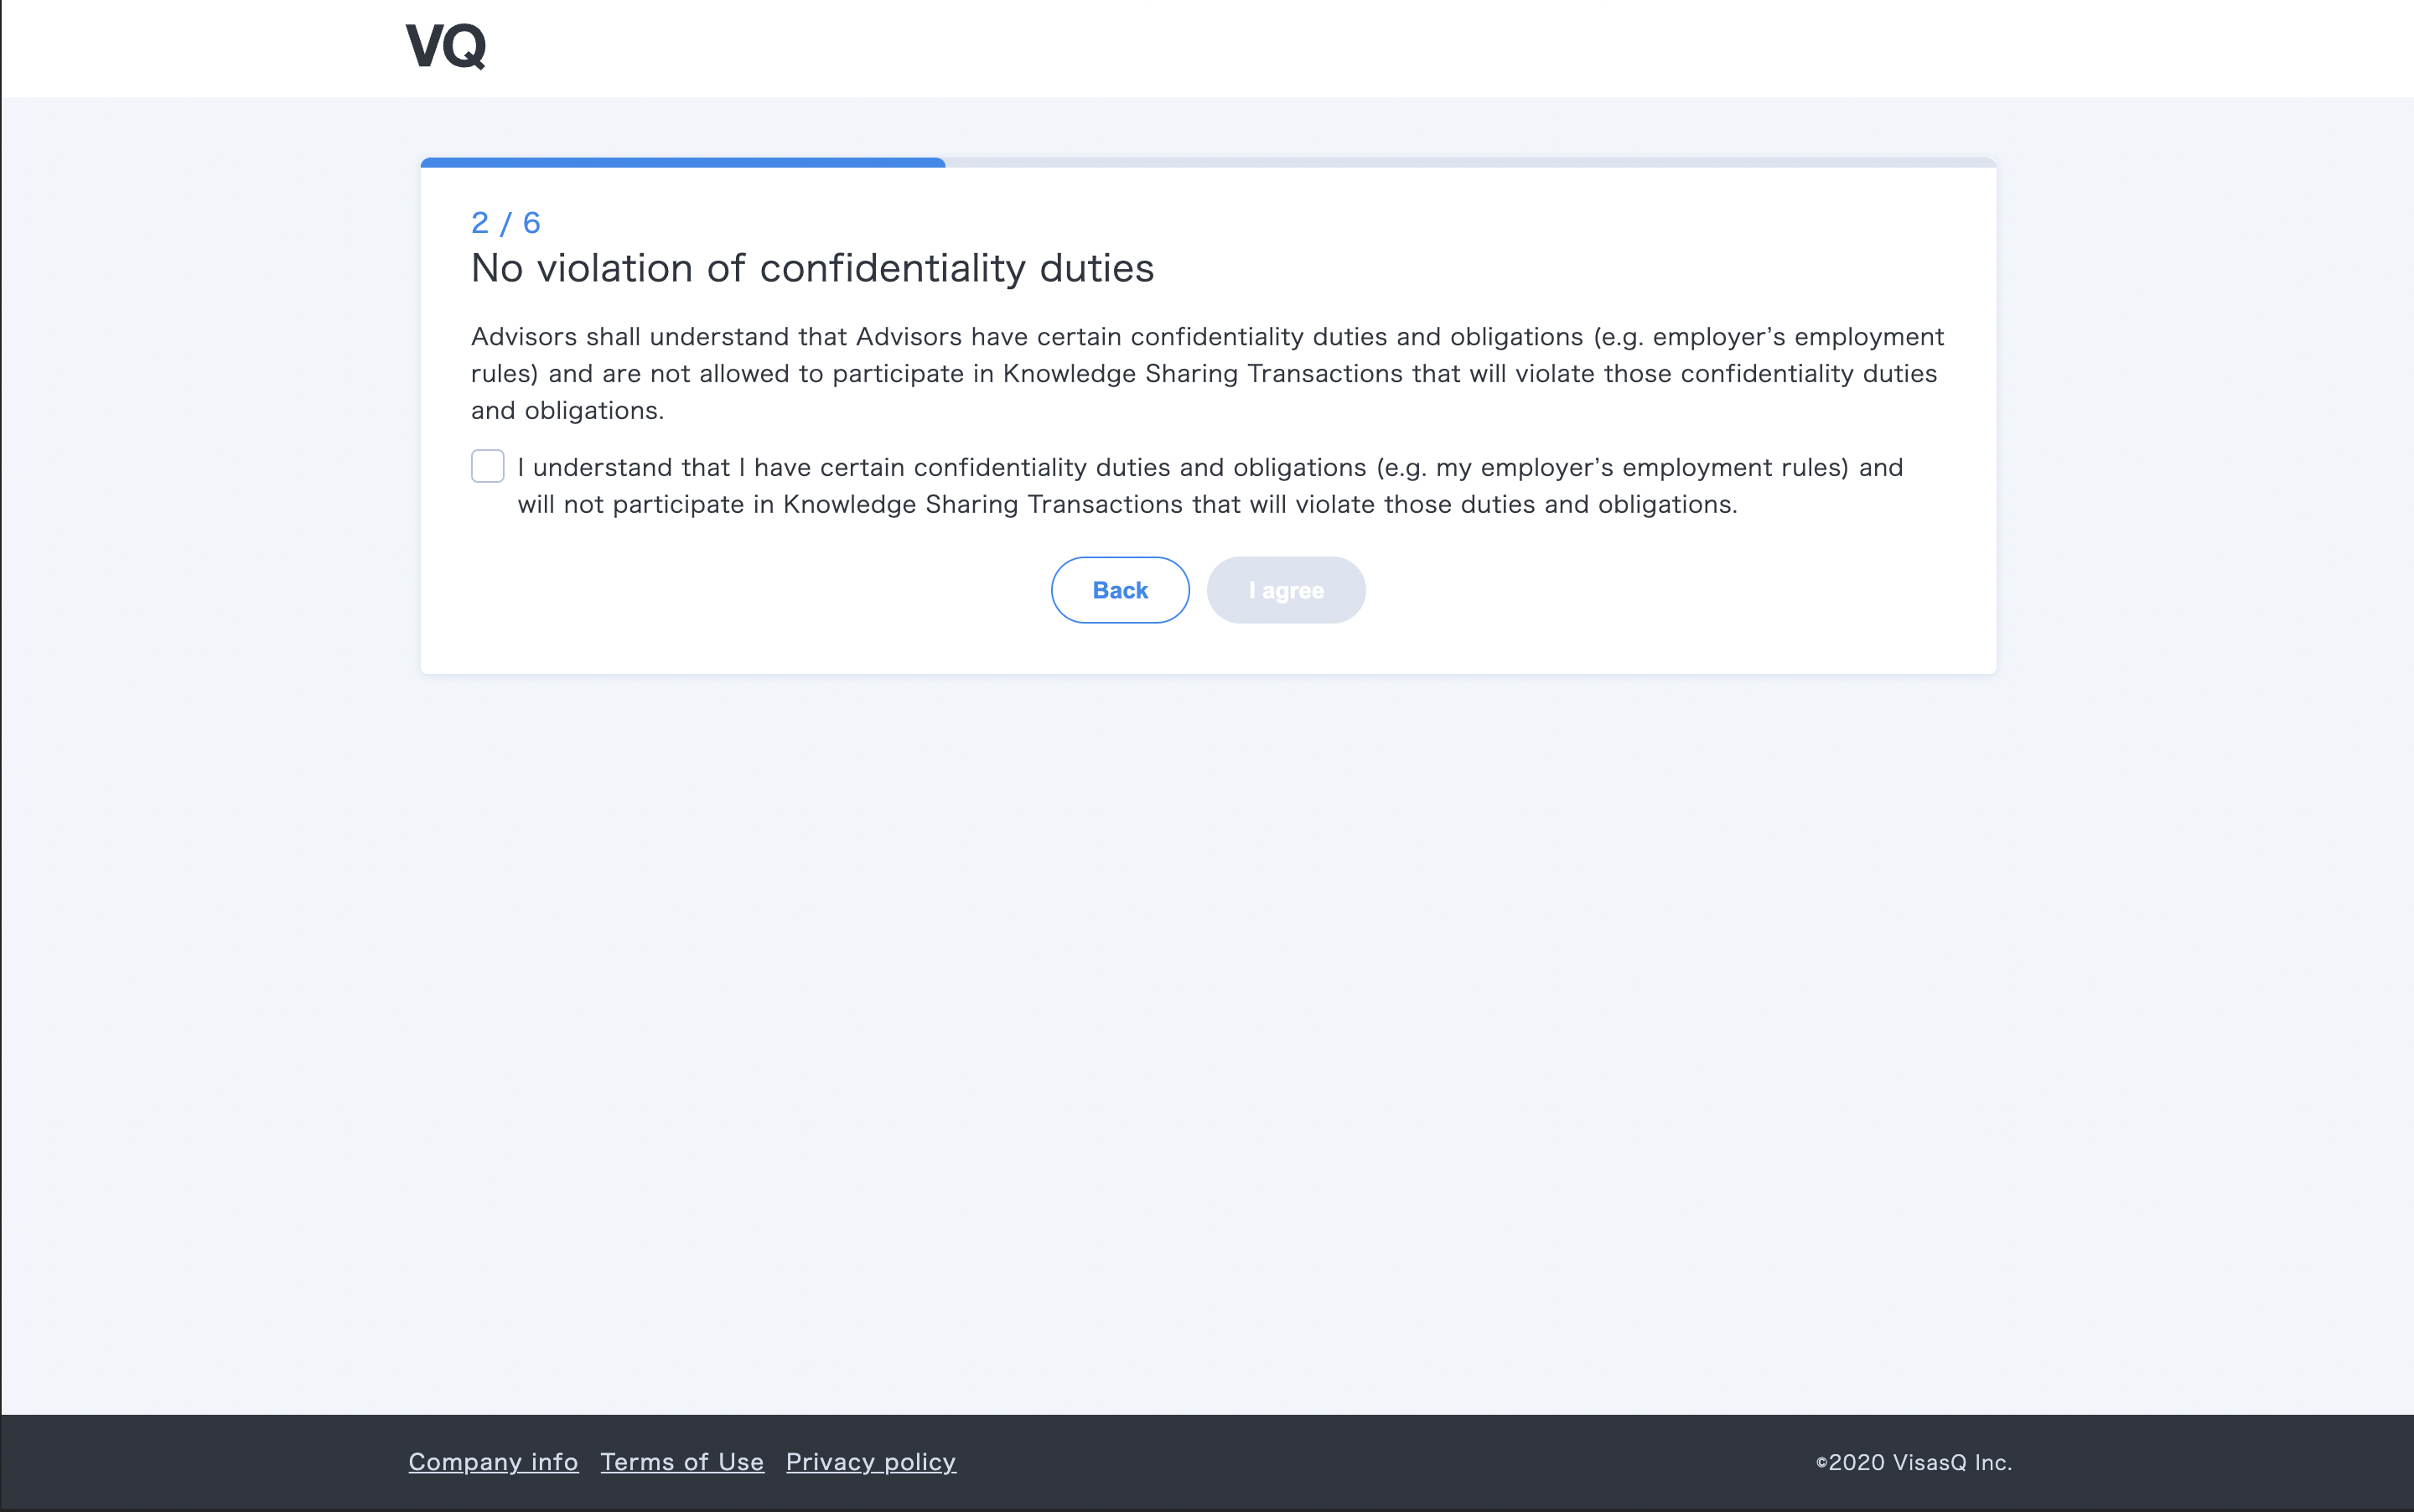 VQ
2 / 6
No violation of confidentiality duties
Advisors shall understand that Advisors have certain confidentiality duties and obligations (e.g. employer’s employment
rules) and are not allowed to participate in Knowledge Sharing Transactions that will violate those confidentiality duties
and obligations.
I understand that I have certain confidentiality duties and obligations (e.g. my employer’s employment rules) and
will not participate in Knowledge Sharing Transactions that will violate those duties and obligations.
Back I agree
Company info Terms of Use Privacy policy ©2020 VisasQ Inc.